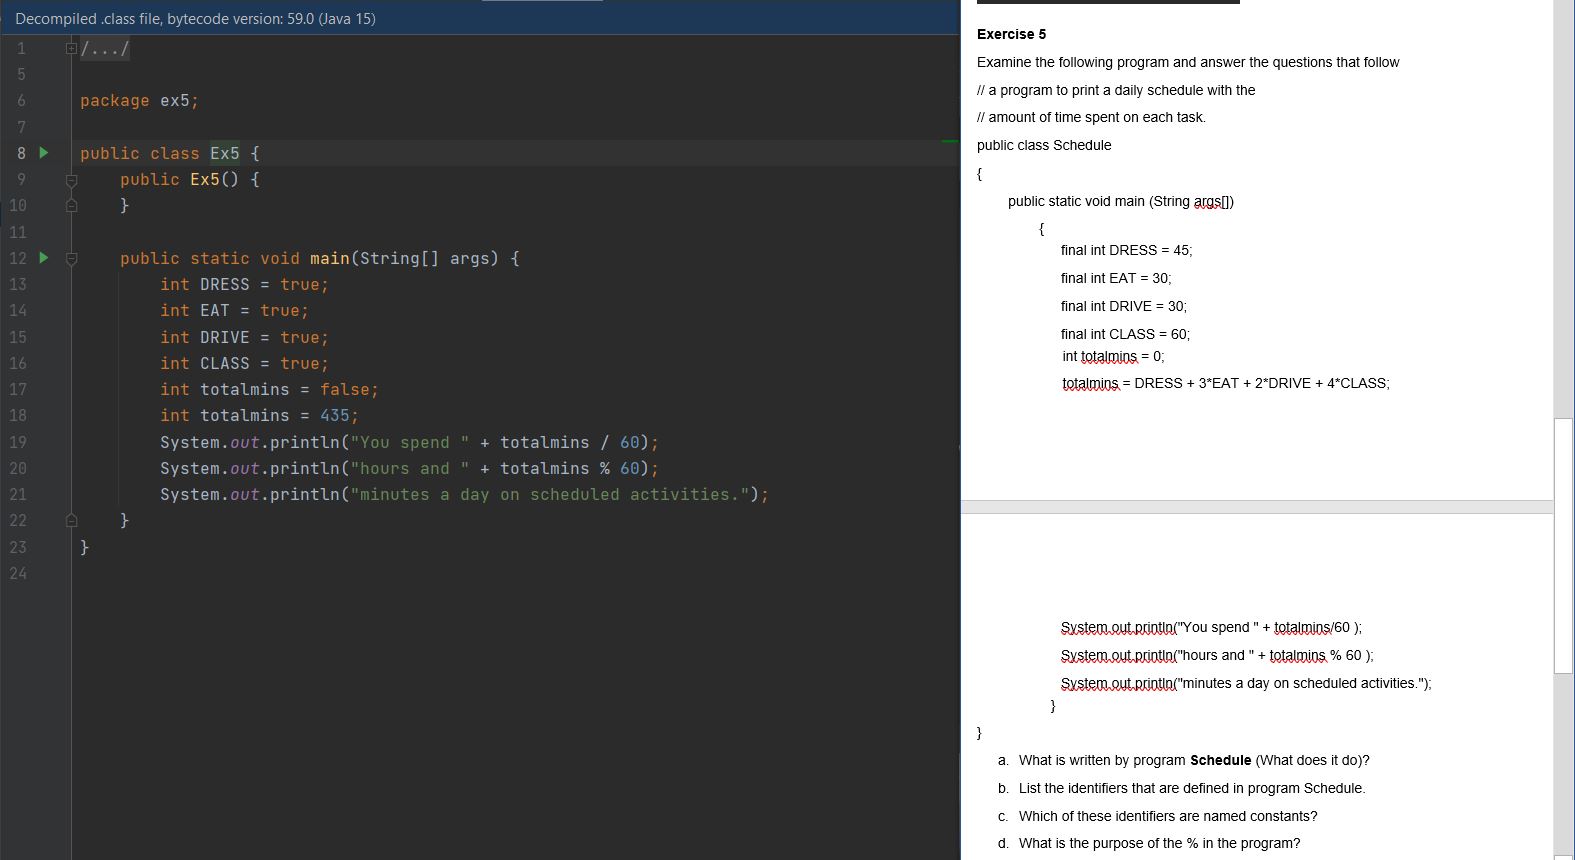 Decompiled .class file, bytecode version: 59.0 (Java 15)
1 /.../
5
6 package ex5;
7
8 public class Ex5 {
9 public Ex5() {
10 }
11
12 public static void main(String[] args) {
13 int DRESS = true;
14 int EAT = true;
15 int DRIVE = true;
16 int CLASS = true;
17 int totalmins = false;
18 int totalmins = 435;
19 System.out.println("You spend " + totalmins / 60);
20 System.out.println("hours and " + totalmins % 60);
21 System.out.println("minutes a day on scheduled activities.");
22 }
23 }
24
Exercise 5
Examine the following program and answer the questions that follow
// a program to print a daily schedule with the
// amount of time spent on each task.
public class Schedule
{
public static void main (String args[])
{
final int DRESS = 45;
final int EAT = 30;
final int DRIVE = 30;
final int CLASS = 60;
int totalmins = 0;
totalmins = DRESS + 3*EAT + 2*DRIVE + 4*CLASS;
System.out.println("You spend " + totalmins/60 );
System.out.println("hours and " + totalmins % 60 );
System.out.println("minutes a day on scheduled activities.");
}
}
a. What is written by program Schedule (What does it do)?
b. List the identifiers that are defined in program Schedule.
c. Which of these identifiers are named constants?
d. What is the purpose of the % in the program?